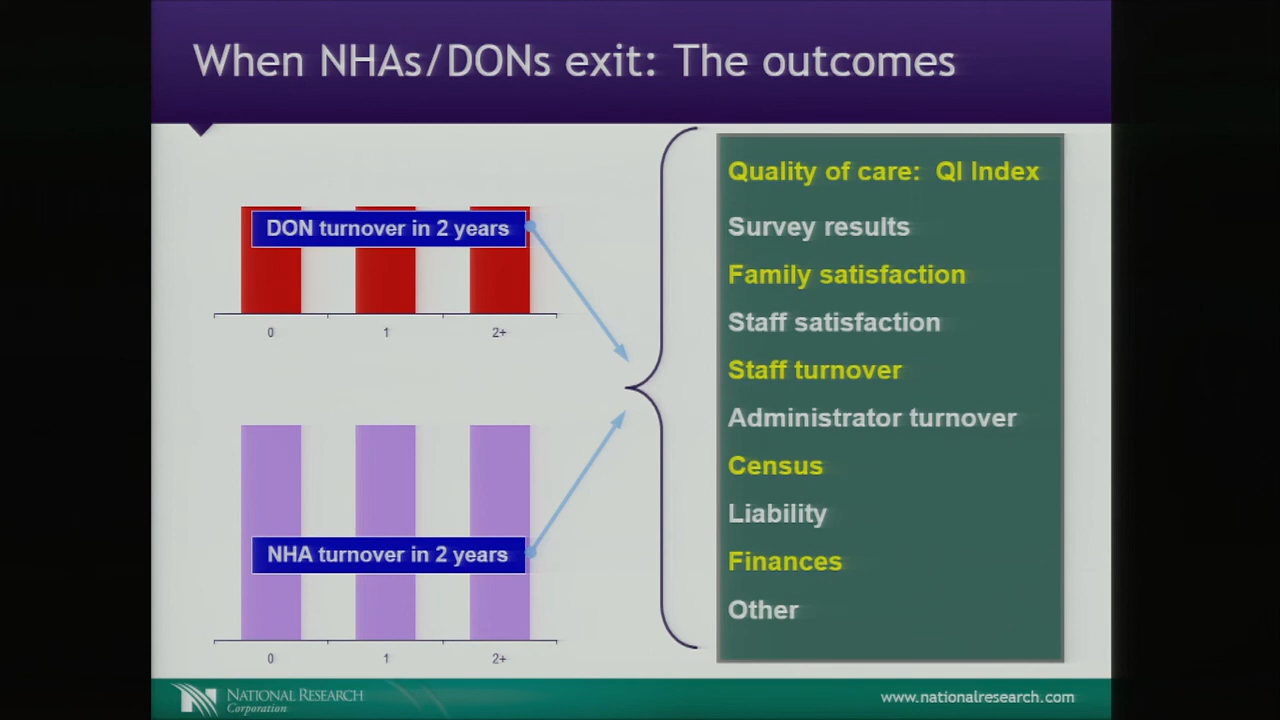 When NHAs/DONs exit: The outcomes
DON turnover in 2 years
0 1 2+
NHA turnover in 2 years
0 1 2+
Quality of care: QI Index
Survey results
Family satisfaction
Staff satisfaction
Staff turnover
Administrator turnover
Census
Liability
Finances
Other
NATIONAL RESEARCH
Corporation
www.nationalresearch.com